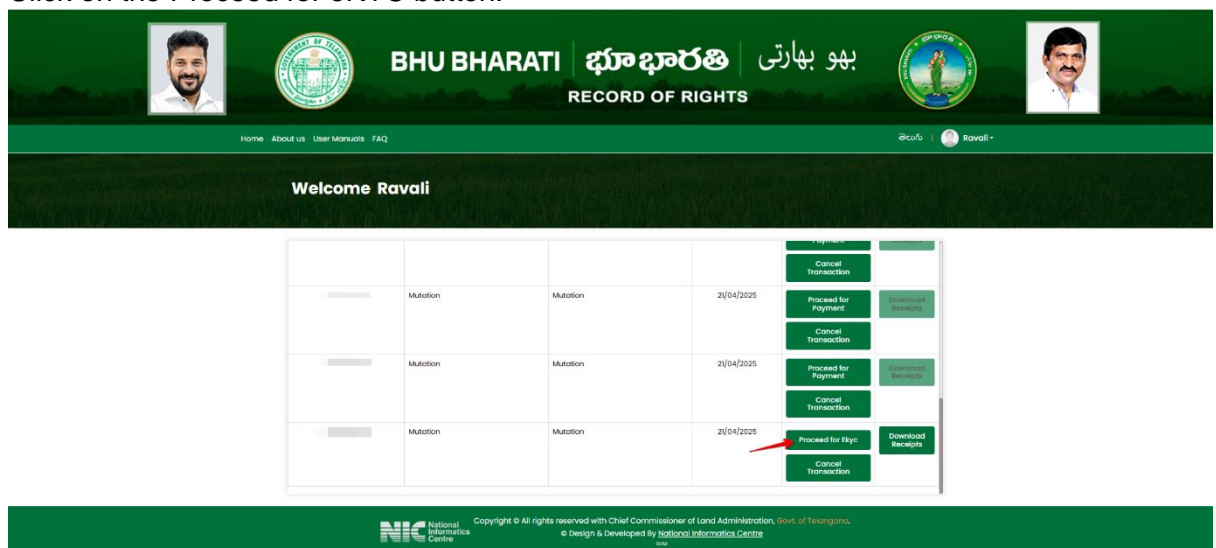 BHU BHARATI భూ భారతి بھو بھارتی
RECORD OF RIGHTS
Home About us User Manuals FAQ
తెలుగు | Ravali
Welcome Ravali
Cancel
Transaction
Mutation Mutation 21/04/2025 Proceed for
Payment Download
Receipts
Cancel
Transaction
Mutation Mutation 21/04/2025 Proceed for
Payment Download
Receipts
Cancel
Transaction
Mutation Mutation 21/04/2025 Proceed for Ekyc Download
Receipts
Cancel
Transaction
NIC National
Informatics
Centre
Copyright © All rights reserved with Chief Commissioner of Land Administration, Govt. of Telangana.
© Design & Developed By National Informatics Centre